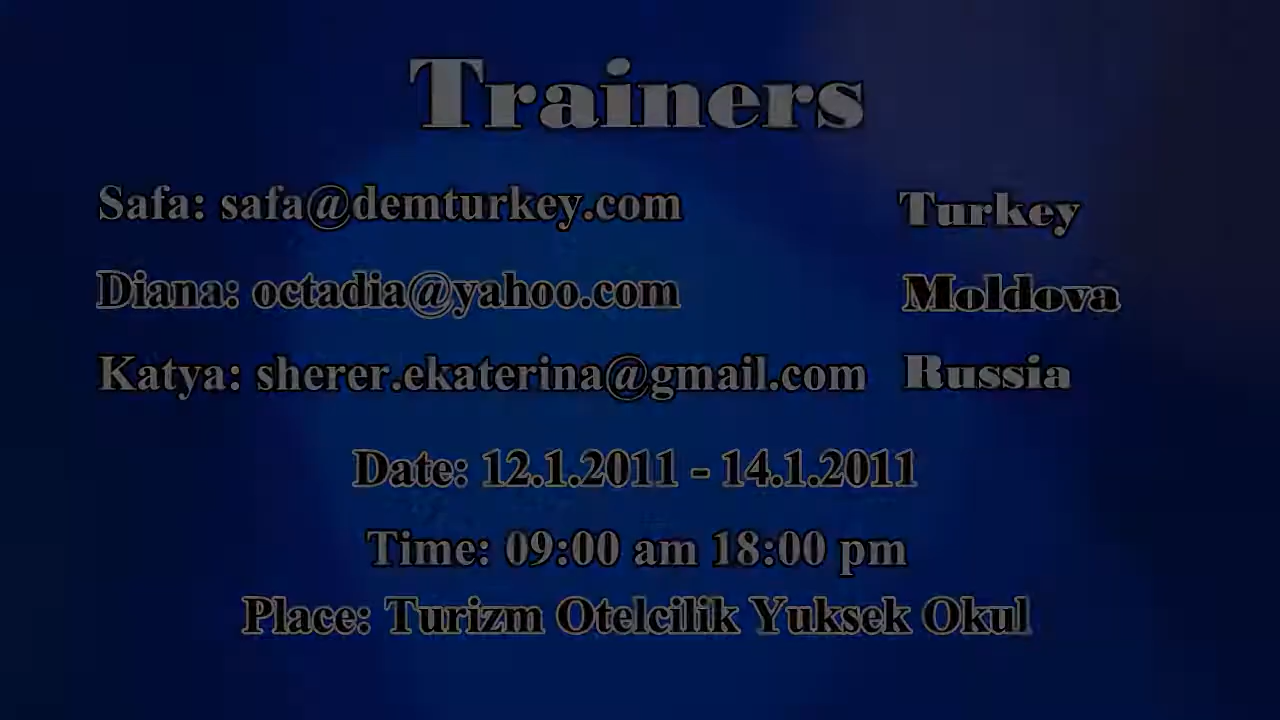 Trainers
Safa: safa@demturkey.com Turkey
Diana: octadia@yahoo.com Moldova
Katya: sherer.ekaterina@gmail.com Russia
Date: 12.1.2011 - 14.1.2011
Time: 09:00 am 18:00 pm
Place: Turizm Otelcilik Yuksek Okul